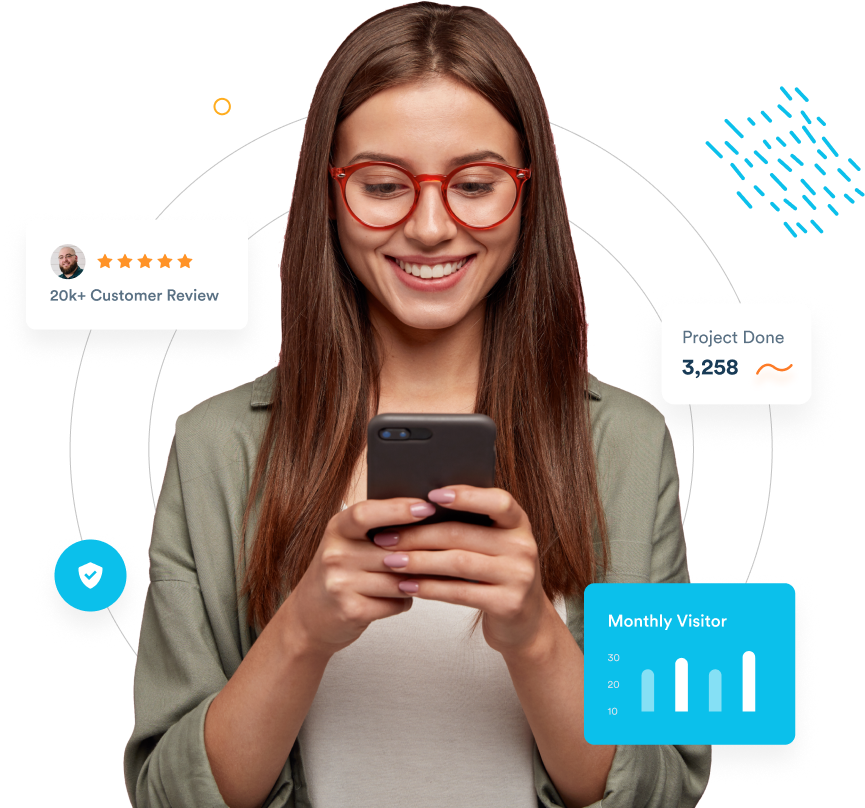 20k+ Customer Review
Project Done
3,258
Monthly Visitor
30
20
10